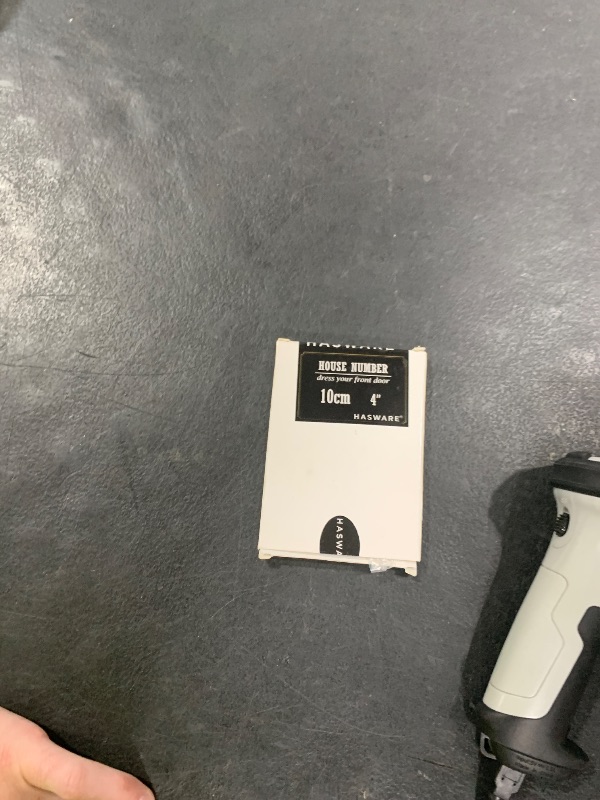 HASWARE
HOUSE NUMBER
dress your front door
10cm 4"
HASWARE®
HASWA